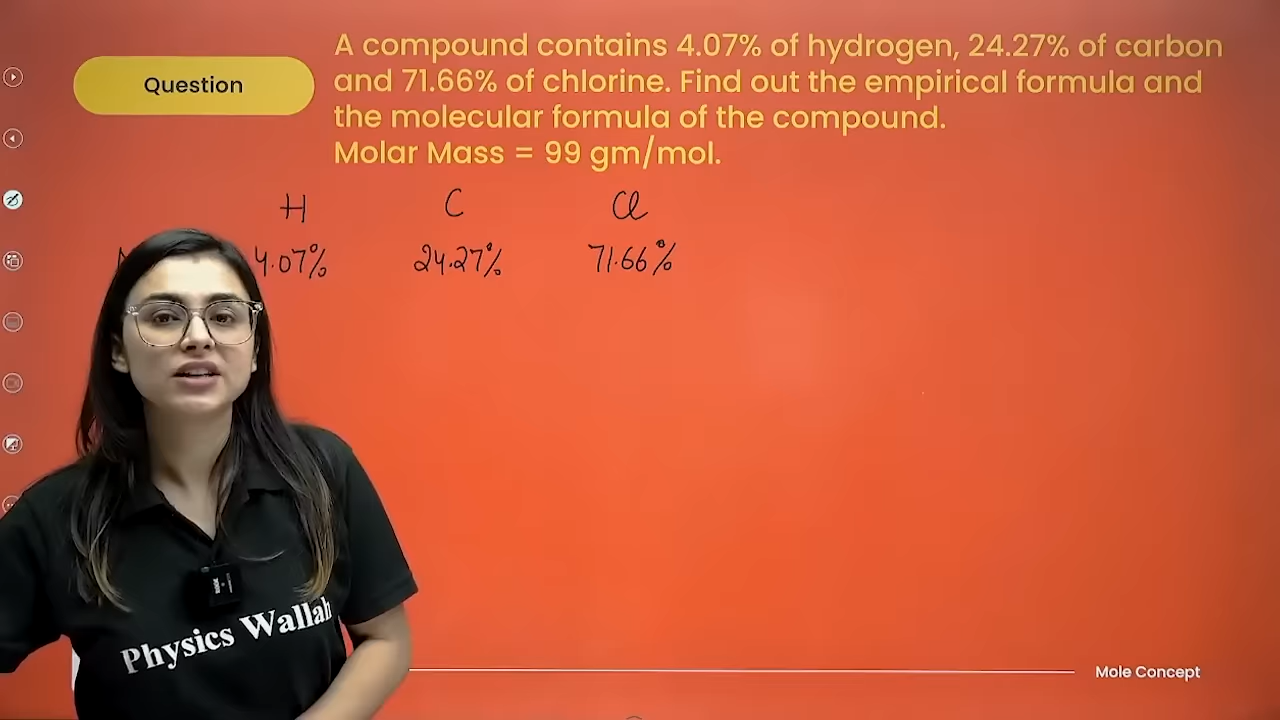 Question
A compound contains 4.07% of hydrogen, 24.27% of carbon
and 71.66% of chlorine. Find out the empirical formula and
the molecular formula of the compound.
Molar Mass = 99 gm/mol.
H C Cl
4.07% 24.27% 71.66%
Physics Wallah
Mole Concept